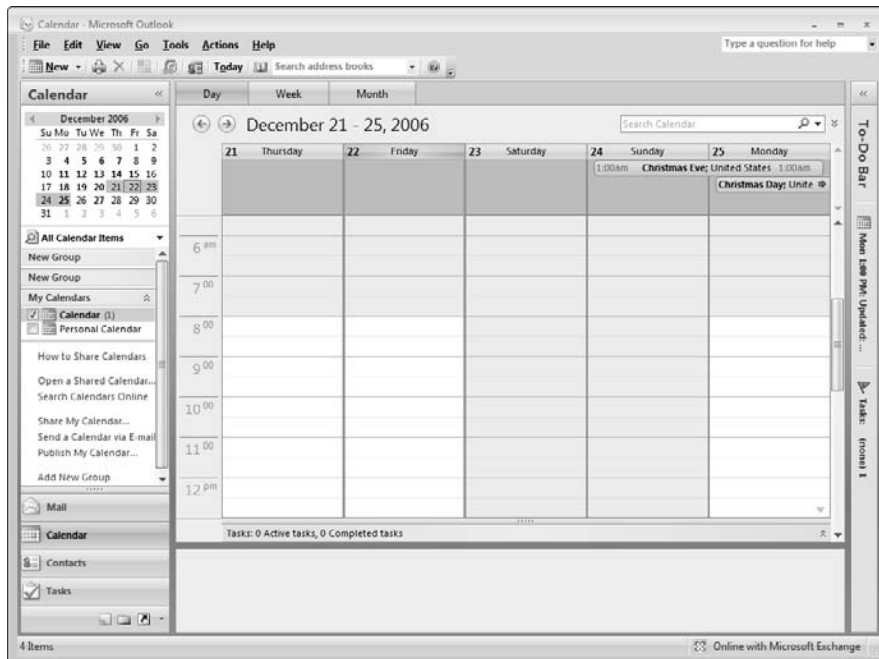 Calendar - Microsoft Outlook
File Edit View Go Tools Actions Help
Type a question for help
New Today Search address books
Calendar «
Day Week Month
«
December 2006
Su Mo Tu We Th Fr Sa
26 27 28 29 30 1 2
3 4 5 6 7 8 9
10 11 12 13 14 15 16
17 18 19 20 21 22 23
24 25 26 27 28 29 30
31 1 2 3 4 5 6
All Calendar Items
New Group
New Group
My Calendars
Calendar (1)
Personal Calendar
How to Share Calendars
Open a Shared Calendar...
Search Calendars Online
Share My Calendar...
Send a Calendar via E-mail
Publish My Calendar...
Add New Group
Mail
Calendar
Contacts
Tasks
December 21 - 25, 2006
Search Calendar
21 Thursday 22 Friday 23 Saturday 24 Sunday 25 Monday
1:00am Christmas Eve; United States 1:00am
Christmas Day; Unite
6 am
7 00
8 00
9 00
10 00
11 00
12 pm
Tasks: 0 Active tasks, 0 Completed tasks
To-Do Bar
Mon 1:00 PM: Updated: ...
Tasks:
4 Items
Online with Microsoft Exchange